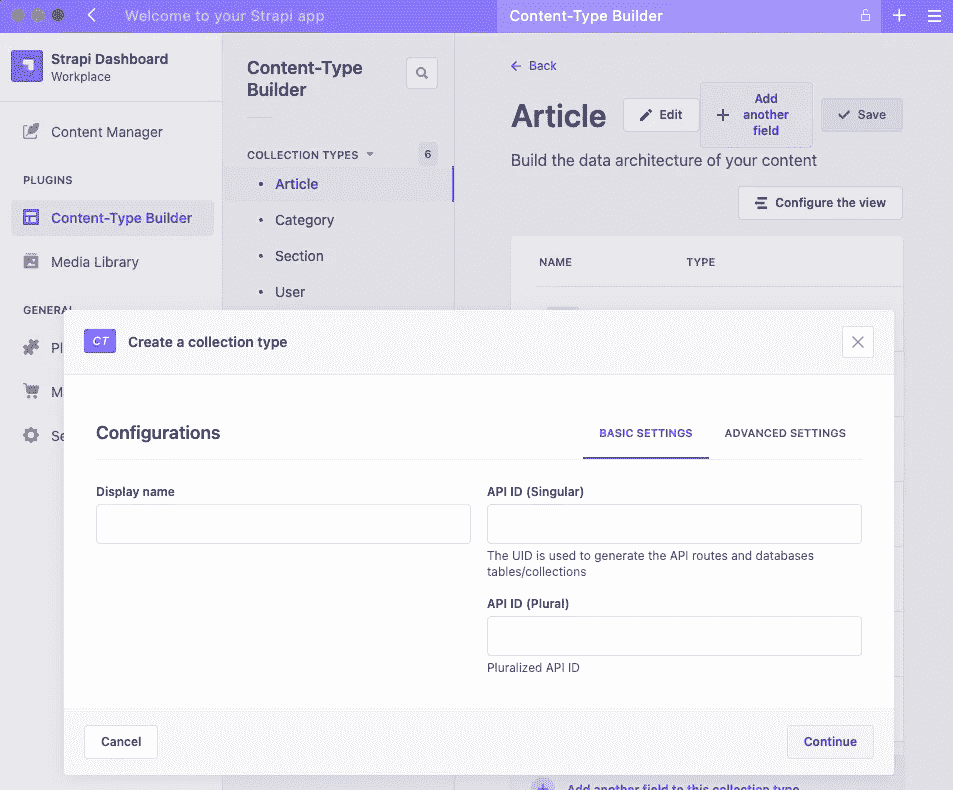 Welcome to your Strapi app
Content-Type Builder
Strapi Dashboard
Workplace
Content Manager
PLUGINS
Content-Type Builder
Media Library
GENERAL
Pl
M
Se
Content-Type
Builder
COLLECTION TYPES
6
Article
Category
Section
User
Back
Article
Edit
Add
another
field
Save
Build the data architecture of your content
Configure the view
NAME
TYPE
CT
Create a collection type
Configurations
BASIC SETTINGS
ADVANCED SETTINGS
Display name
API ID (Singular)
The UID is used to generate the API routes and databases
tables/collections
API ID (Plural)
Pluralized API ID
Cancel
Continue
Add another field to this collection type